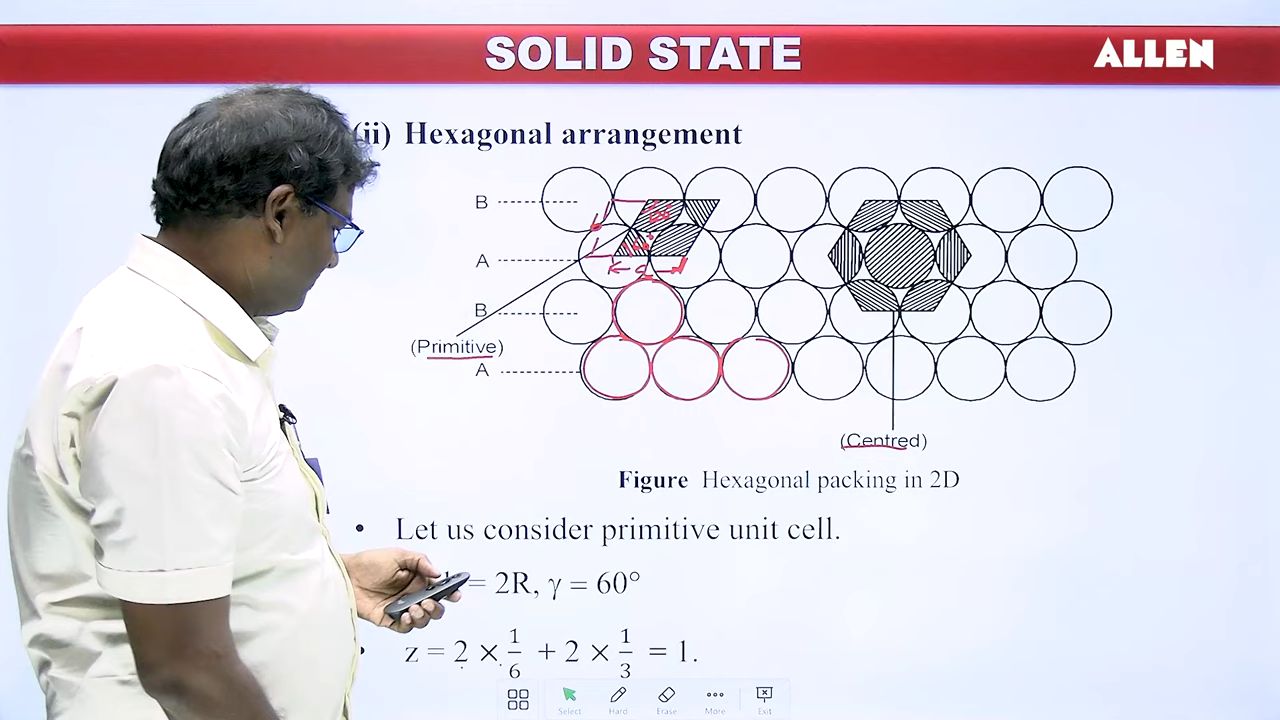 SOLID STATE
ALLEN
(ii) Hexagonal arrangement
B
A
B
(Primitive)
A
(Centred)
Figure Hexagonal packing in 2D
• Let us consider primitive unit cell.
= 2R, γ = 60°
z = 2 × 1/6 + 2 × 1/3 = 1.
Select Hard Erase More Exit